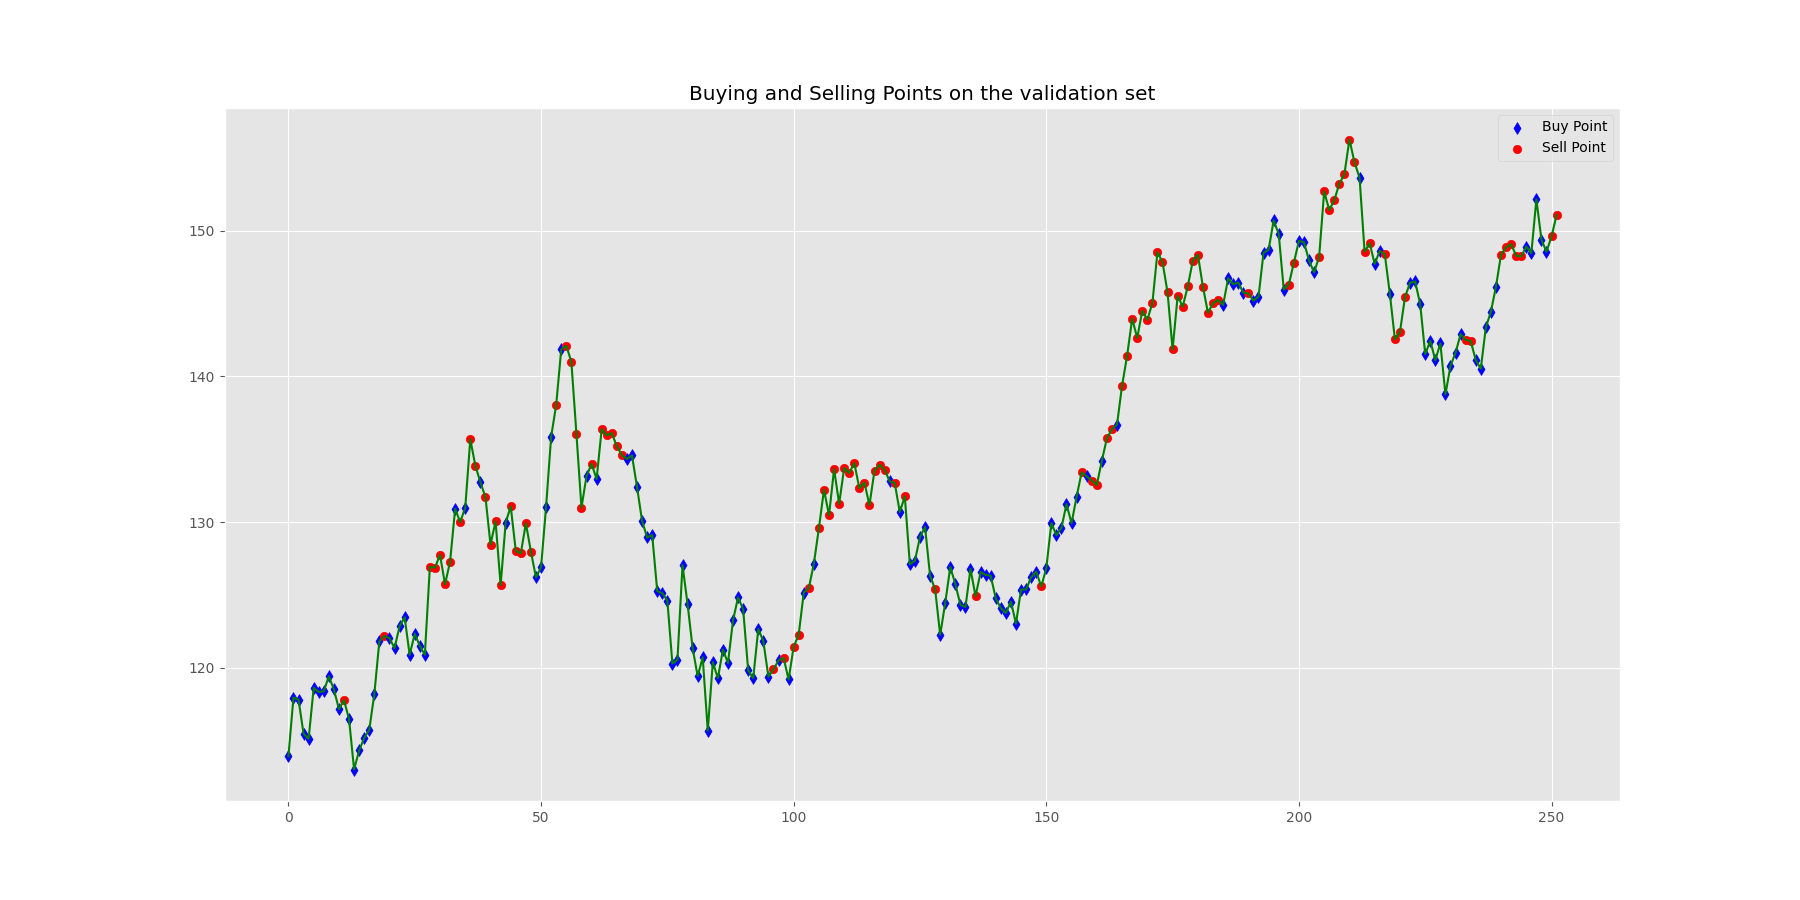 Buying and Selling Points on the validation set
Buy Point
Sell Point
150
140
130
120
0 50 100 150 200 250